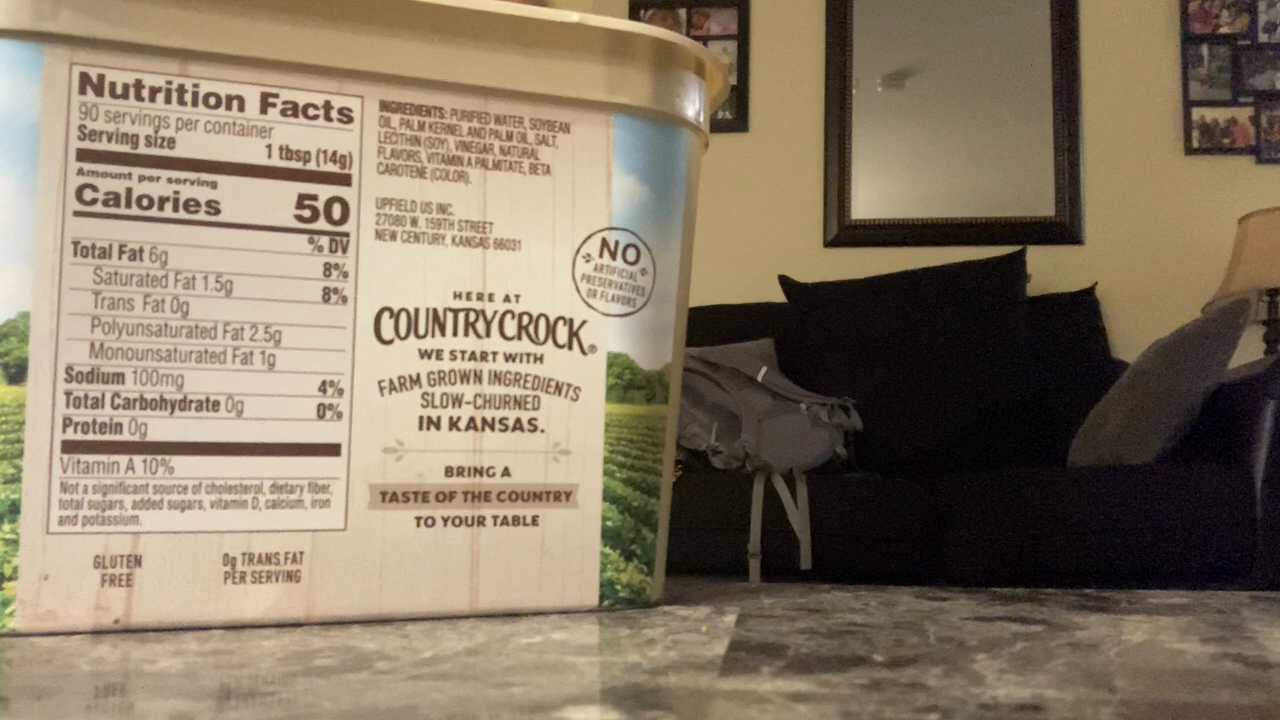 Nutrition Facts
90 servings per container
Serving size 1 tbsp (14g)
Amount per serving
Calories 50
% DV
Total Fat 6g 8%
Saturated Fat 1.5g 8%
Trans Fat 0g
Polyunsaturated Fat 2.5g
Monounsaturated Fat 1g
Sodium 100mg 4%
Total Carbohydrate 0g 0%
Protein 0g
Vitamin A 10%
Not a significant source of cholesterol, dietary fiber,
total sugars, added sugars, vitamin D, calcium, iron
and potassium.
GLUTEN
FREE
0g TRANS FAT
PER SERVING
INGREDIENTS: PURIFIED WATER, SOYBEAN
OIL, PALM KERNEL AND PALM OIL, SALT,
LECITHIN (SOY), VINEGAR, NATURAL
FLAVORS, VITAMIN A PALMITATE, BETA
CAROTENE (COLOR).
UPFIELD US INC.
27080 W. 159TH STREET
NEW CENTURY, KANSAS 66031
NO
ARTIFICIAL
PRESERVATIVES
OR FLAVORS
HERE AT
COUNTRY CROCK®
WE START WITH
FARM GROWN INGREDIENTS
SLOW-CHURNED
IN KANSAS.
BRING A
TASTE OF THE COUNTRY
TO YOUR TABLE